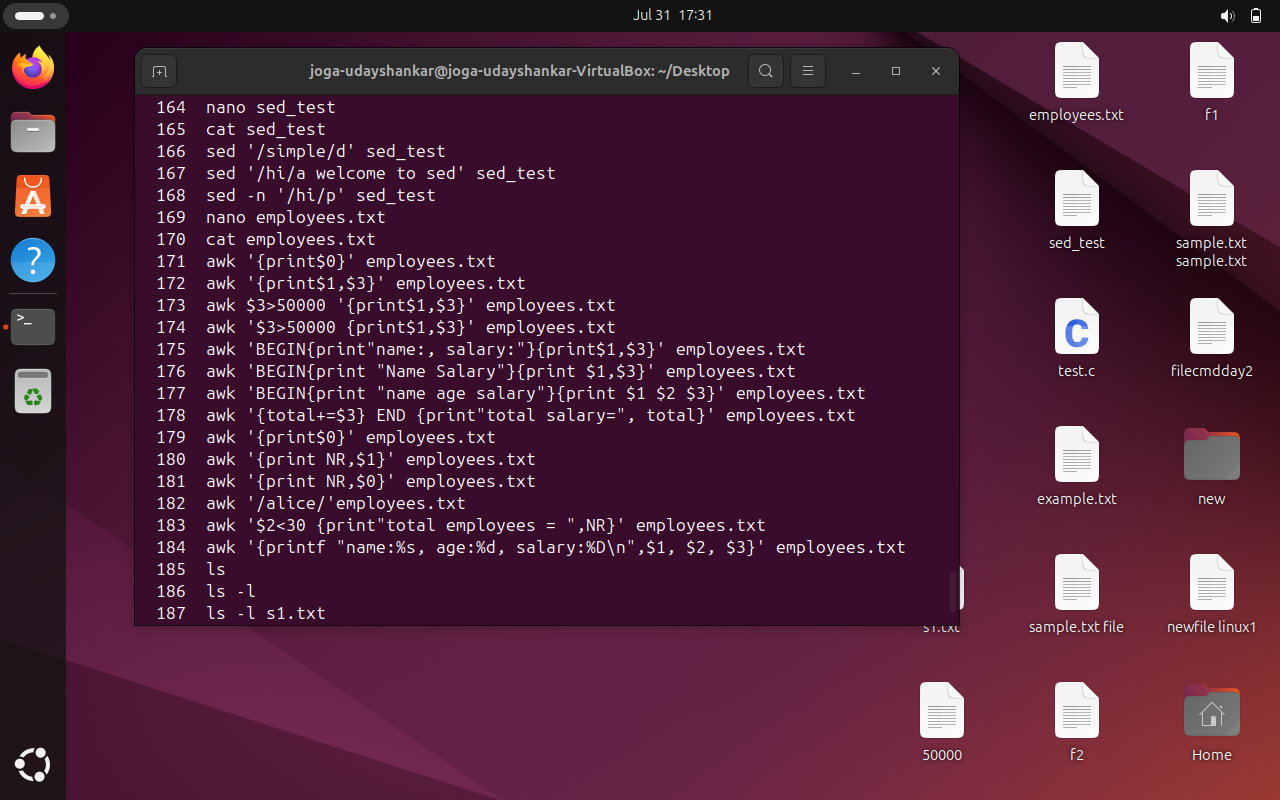 Jul 31 17:31
joga-udayshankar@joga-udayshankar-VirtualBox: ~/Desktop
164 nano sed_test
165 cat sed_test
166 sed '/simple/d' sed_test
167 sed '/hi/a welcome to sed' sed_test
168 sed -n '/hi/p' sed_test
169 nano employees.txt
170 cat employees.txt
171 awk '{print$0}' employees.txt
172 awk '{print$1,$3}' employees.txt
173 awk $3>50000 '{print$1,$3}' employees.txt
174 awk '$3>50000 {print$1,$3}' employees.txt
175 awk 'BEGIN{print"name:, salary:"}{print$1,$3}' employees.txt
176 awk 'BEGIN{print "Name Salary"}{print $1,$3}' employees.txt
177 awk 'BEGIN{print "name age salary"}{print $1 $2 $3}' employees.txt
178 awk '{total+=$3} END {print"total salary=", total}' employees.txt
179 awk '{print$0}' employees.txt
180 awk '{print NR,$1}' employees.txt
181 awk '{print NR,$0}' employees.txt
182 awk '/alice/'employees.txt
183 awk '$2<30 {print"total employees = ",NR}' employees.txt
184 awk '{printf "name:%s, age:%d, salary:%D\n",$1, $2, $3}' employees.txt
185 ls
186 ls -l
187 ls -l s1.txt
employees.txt
f1
sed_test
sample.txt
sample.txt
C
test.c
filecmdday2
example.txt
new
s1.txt
sample.txt file
newfile linux1
50000
f2
Home
>_
?
A